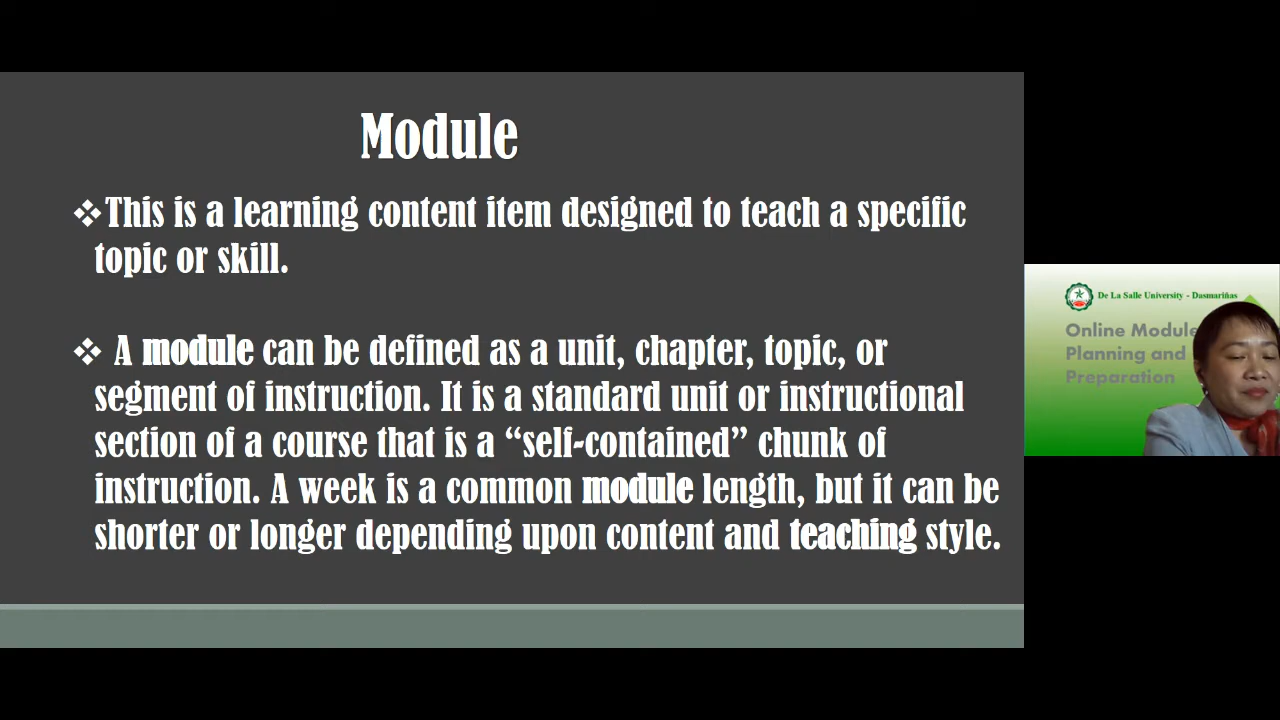 Module
❖This is a learning content item designed to teach a specific
topic or skill.
❖ A module can be defined as a unit, chapter, topic, or
segment of instruction. It is a standard unit or instructional
section of a course that is a “self-contained” chunk of
instruction. A week is a common module length, but it can be
shorter or longer depending upon content and teaching style.
De La Salle University - Dasmariñas
Online Module
Planning and
Preparation